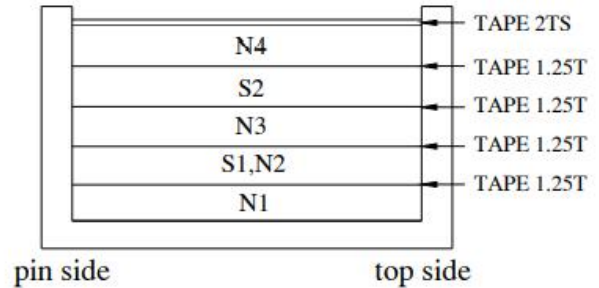 TAPE 2TS
N4
TAPE 1.25T
S2
TAPE 1.25T
N3
TAPE 1.25T
S1,N2
TAPE 1.25T
N1
pin side top side